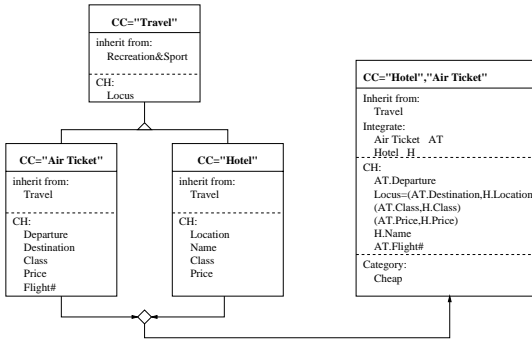 CC="Travel"
inherit from:
Recreation&Sport
CH:
Locus
CC="Air Ticket"
inherit from:
Travel
CH:
Departure
Destination
Class
Price
Flight#
CC="Hotel"
inherit from:
Travel
CH:
Location
Name
Class
Price
CC="Hotel","Air Ticket"
Inherit from:
Travel
Integrate:
Air Ticket AT
Hotel H
CH:
AT.Departure
Locus=(AT.Destination,H.Location
(AT.Class,H.Class)
(AT.Price,H.Price)
H.Name
AT.Flight#
Category:
Cheap